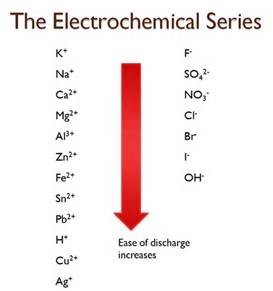 The Electrochemical Series
K⁺
Na⁺
Ca²⁺
Mg²⁺
Al³⁺
Zn²⁺
Fe²⁺
Sn²⁺
Pb²⁺
H⁺
Cu²⁺
Ag⁺
F⁻
SO₄²⁻
NO₃⁻
Cl⁻
Br⁻
I⁻
OH⁻
Ease of discharge
increases